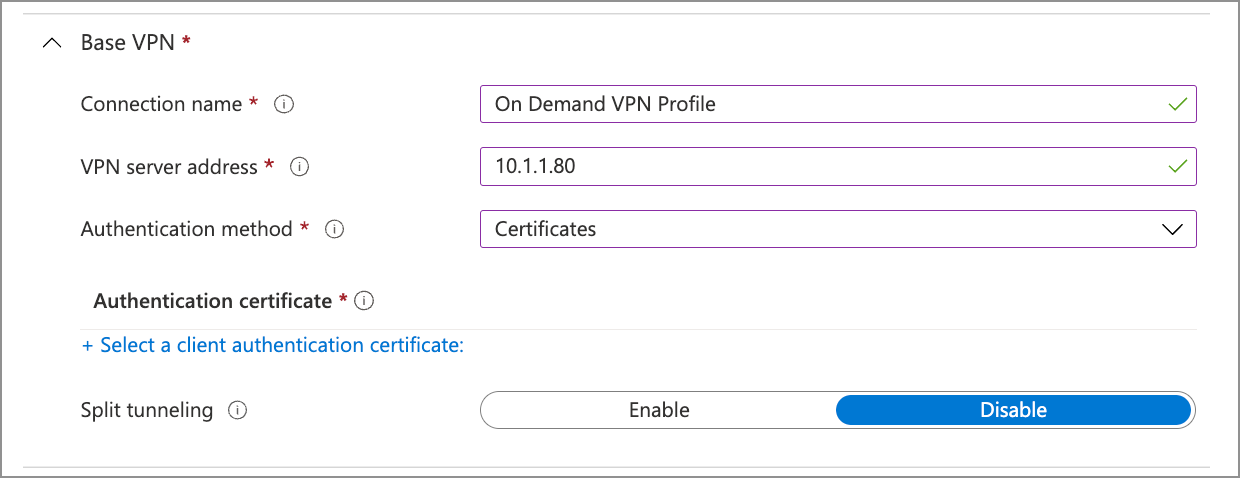 Base VPN *
Connection name *
On Demand VPN Profile
VPN server address *
10.1.1.80
Authentication method *
Certificates
Authentication certificate *
+ Select a client authentication certificate:
Split tunneling
Enable
Disable